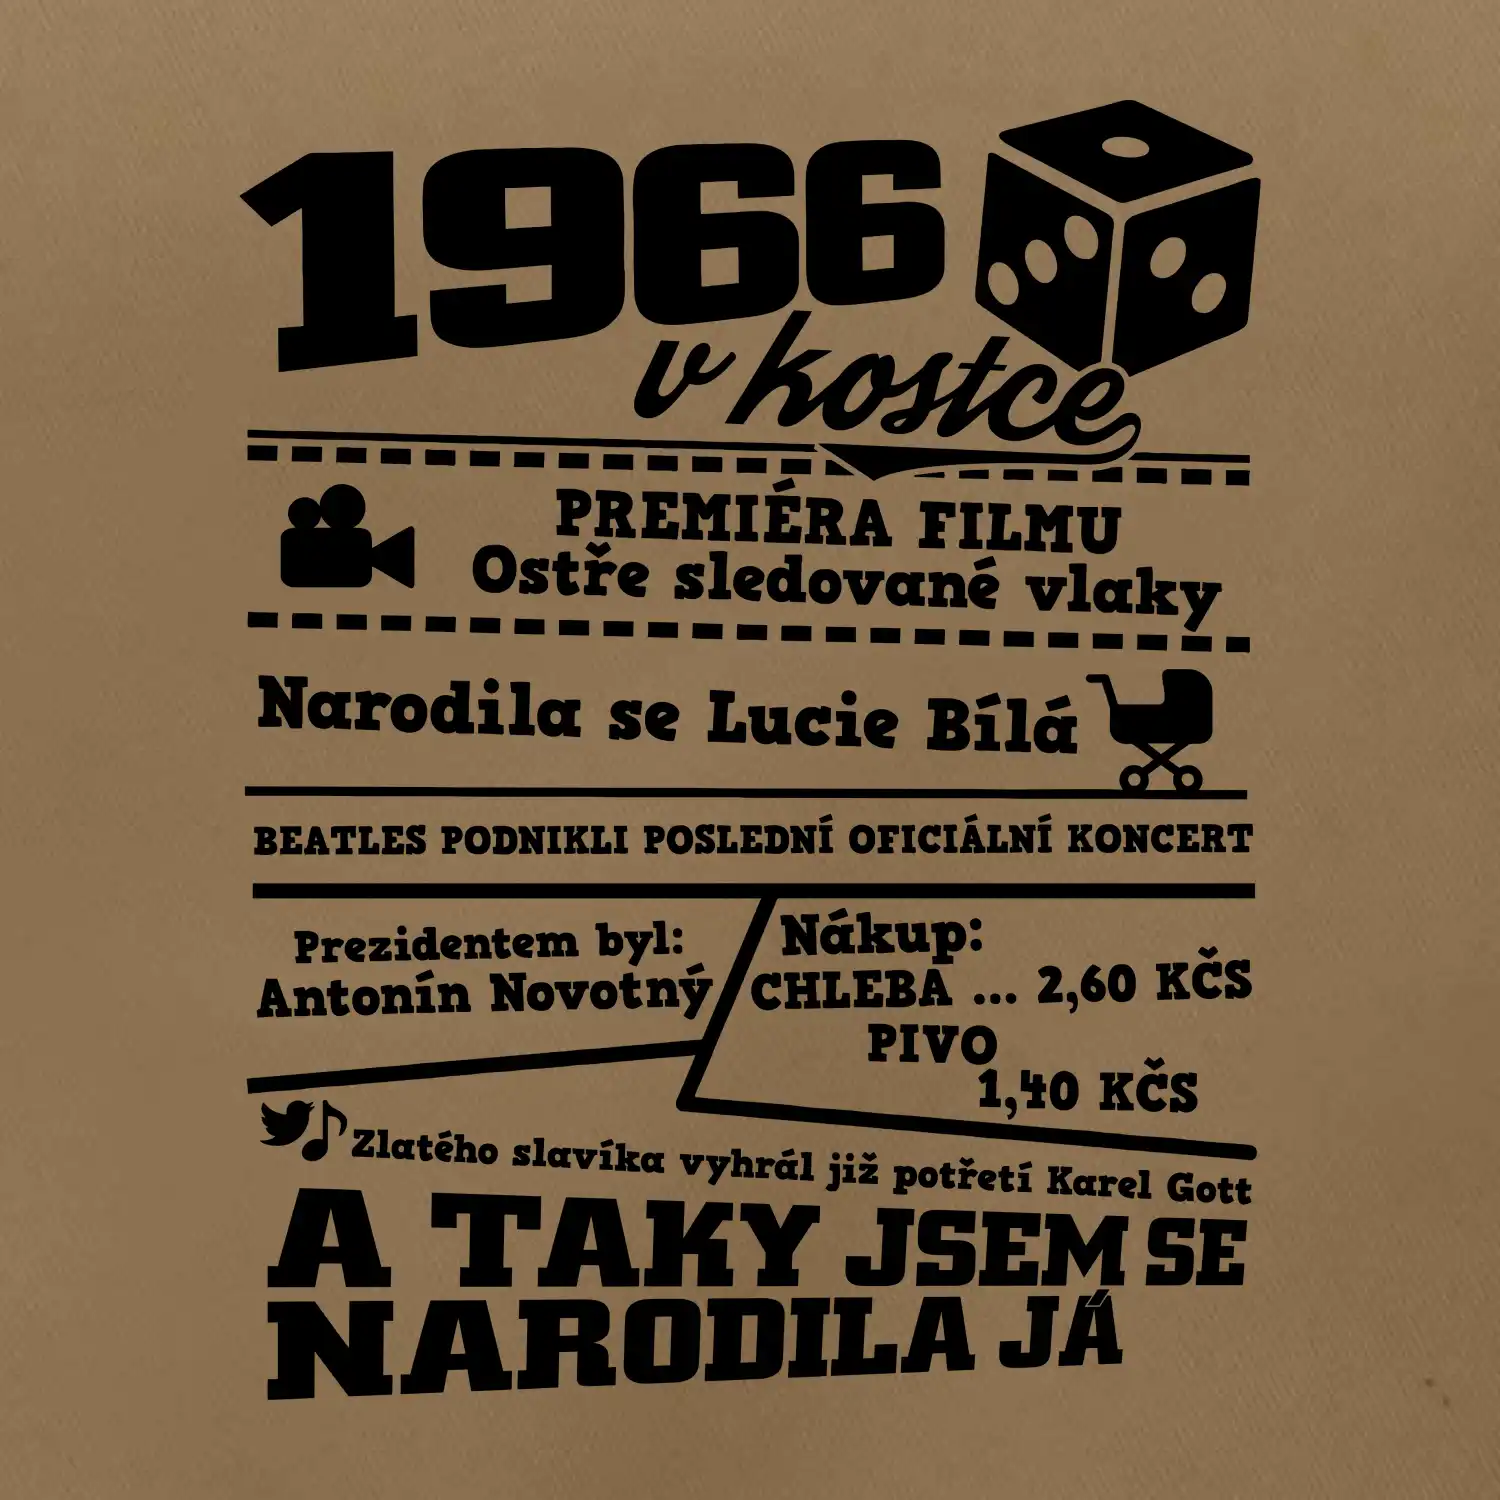 1966
v kostce
PREMIÉRA FILMU
Ostře sledované vlaky
Narodila se Lucie Bílá
BEATLES PODNIKLI POSLEDNÍ OFICIÁLNÍ KONCERT
Prezidentem byl:
Antonín Novotný
Nákup:
CHLEBA ... 2,60 KČS
PIVO
1,40 KČS
Zlatého slavíka vyhrál již potřetí Karel Gott
A TAKY JSEM SE
NARODILA JÁ